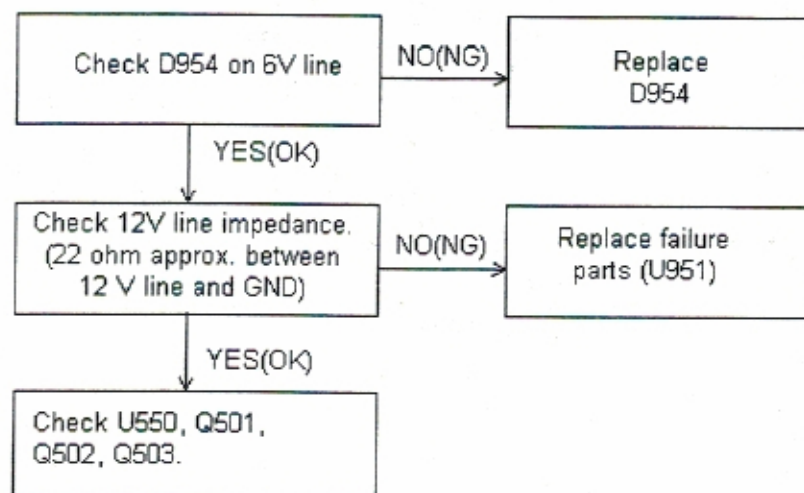 Check D954 on 6V line
NO(NG)
Replace
D954
YES(OK)
Check 12V line impedance.
(22 ohm approx. between
12 V line and GND)
NO(NG)
Replace failure
parts (U951)
YES(OK)
Check U550, Q501,
Q502, Q503.